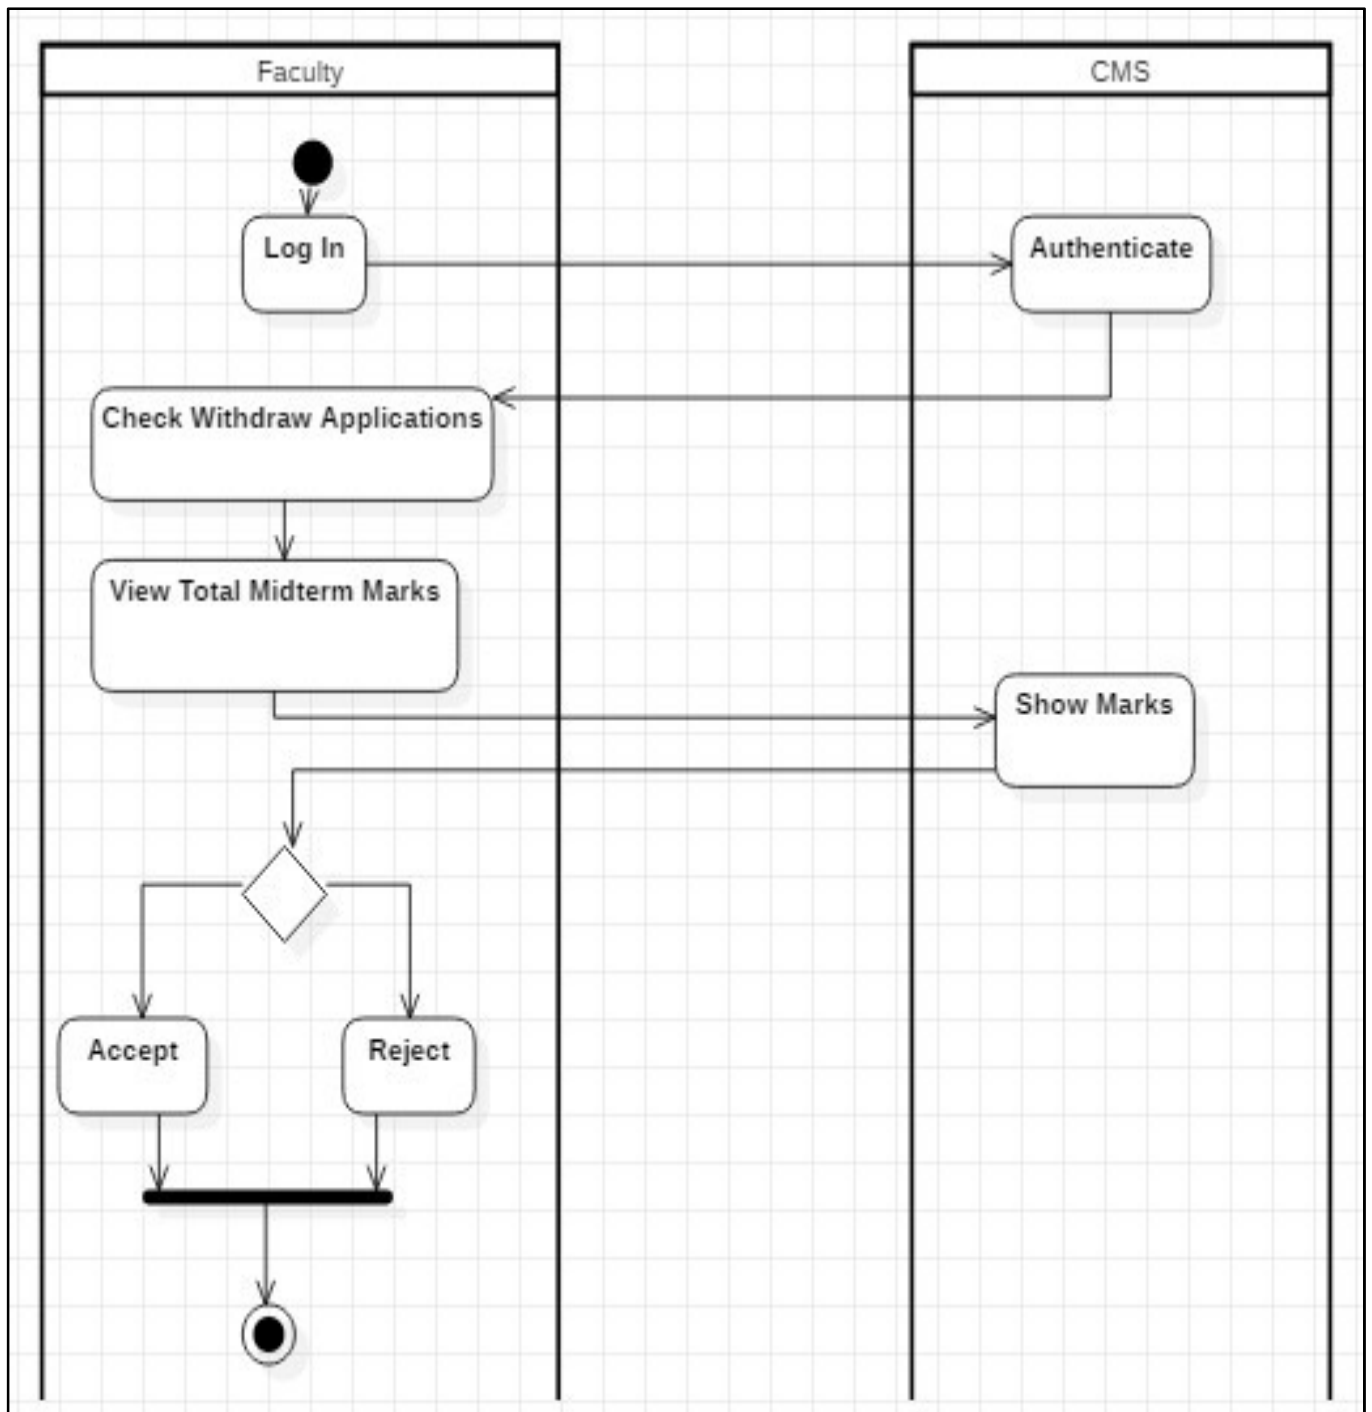 Faculty
CMS
Log In
Authenticate
Check Withdraw Applications
View Total Midterm Marks
Show Marks
Accept
Reject